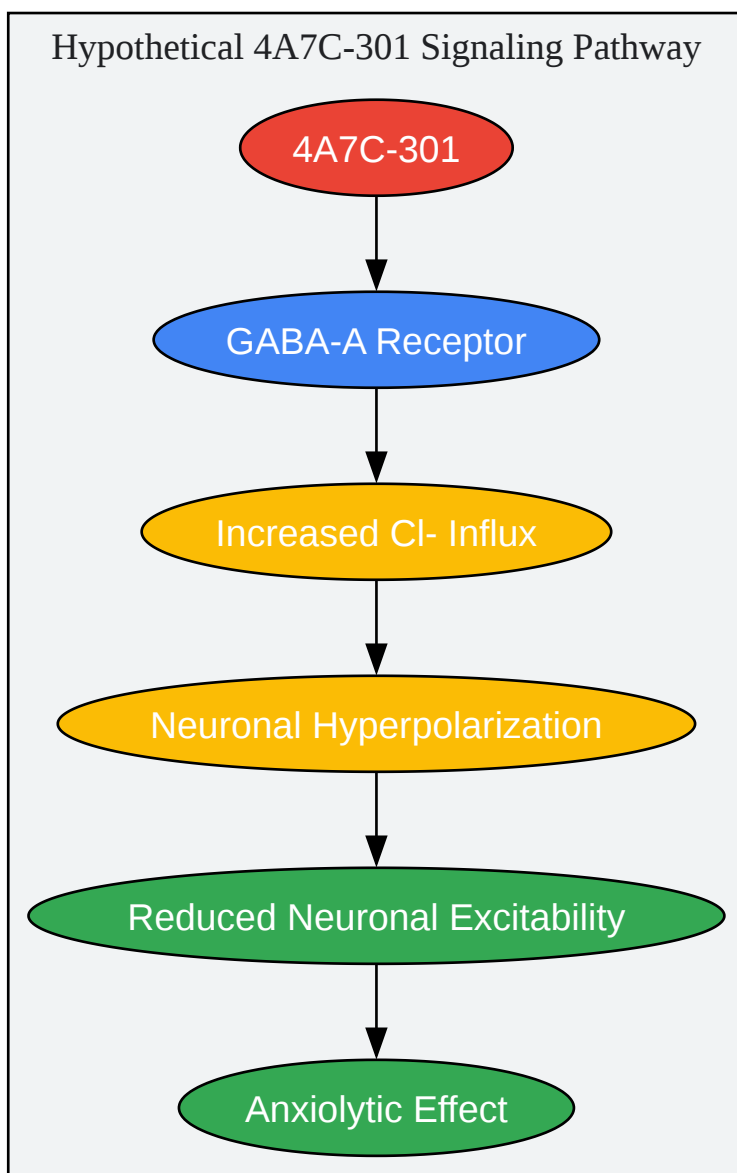 Hypothetical 4A7C-301 Signaling Pathway
4A7C-301
GABA-A Receptor
Increased Cl- Influx
Neuronal Hyperpolarization
Reduced Neuronal Excitability
Anxiolytic Effect